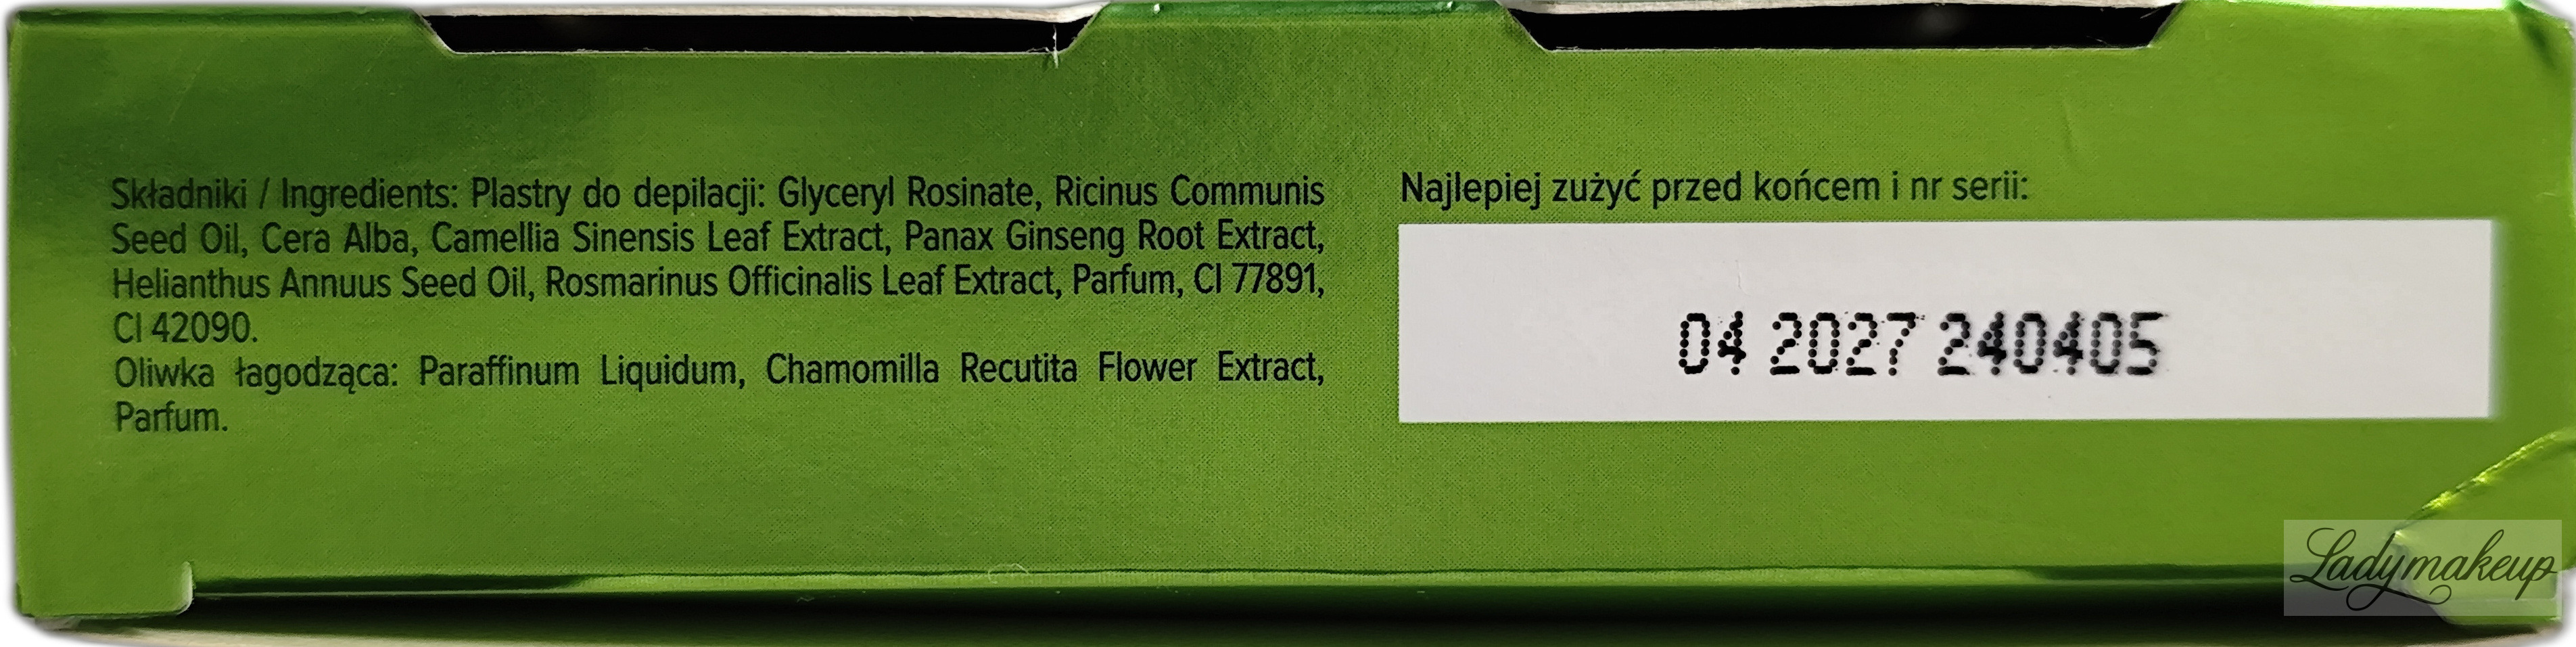 Składniki / Ingredients: Plastry do depilacji: Glyceryl Rosinate, Ricinus Communis
Seed Oil, Cera Alba, Camellia Sinensis Leaf Extract, Panax Ginseng Root Extract,
Helianthus Annuus Seed Oil, Rosmarinus Officinalis Leaf Extract, Parfum, CI 77891,
CI 42090.
Oliwka łagodząca: Paraffinum Liquidum, Chamomilla Recutita Flower Extract,
Parfum.
Najlepiej zużyć przed końcem i nr serii:
04 2027 240405
Ladymakeup